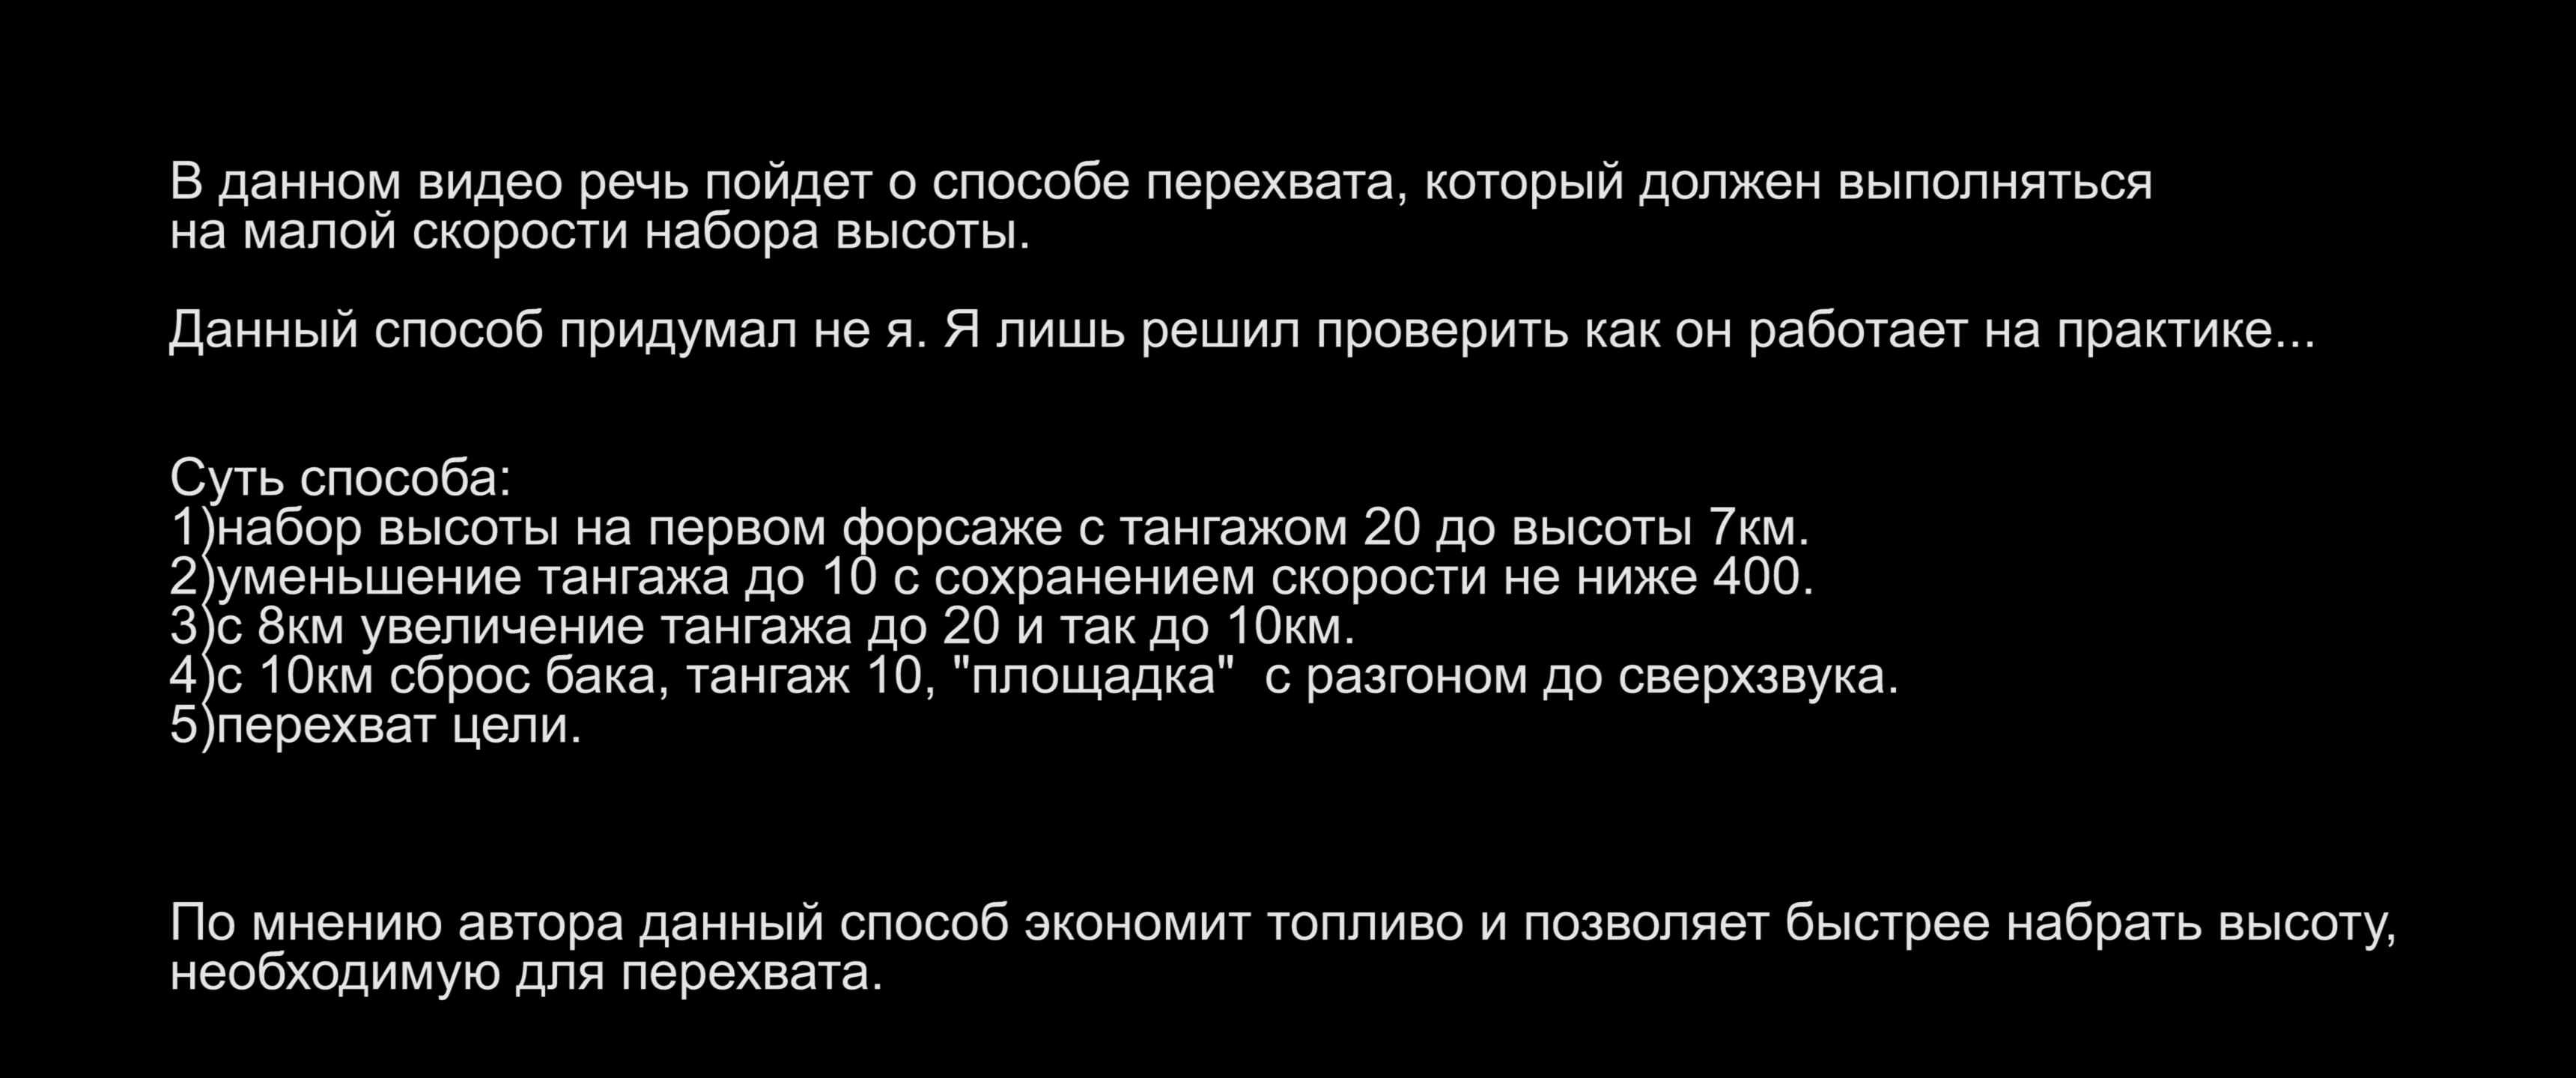 В данном видео речь пойдет о способе перехвата, который должен выполняться
на малой скорости набора высоты.
Данный способ придумал не я. Я лишь решил проверить как он работает на практике...
Суть способа:
1)набор высоты на первом форсаже с тангажом 20 до высоты 7км.
2)уменьшение тангажа до 10 с сохранением скорости не ниже 400.
3)с 8км увеличение тангажа до 20 и так до 10км.
4)с 10км сброс бака, тангаж 10, "площадка"  с разгоном до сверхзвука.
5)перехват цели.
По мнению автора данный способ экономит топливо и позволяет быстрее набрать высоту,
необходимую для перехвата.